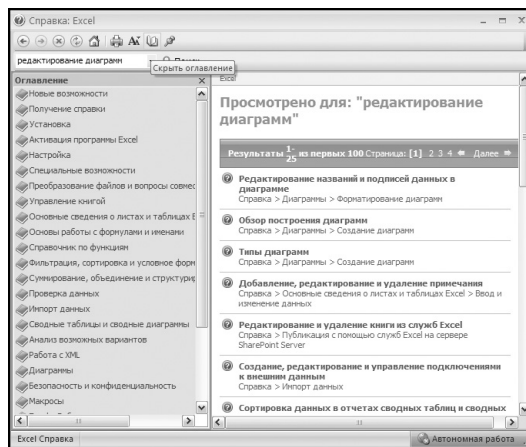 Справка: Excel
редактирование диаграмм
Скрыть оглавление
Оглавление
Новые возможности
Получение справки
Установка
Активация программы Excel
Настройка
Специальные возможности
Преобразование файлов и вопросы совмес
Управление книгой
Основные сведения о листах и таблицах E
Основы работы с формулами и именами
Справочник по функциям
Фильтрация, сортировка и условное форм
Суммирование, объединение и структурир
Проверка данных
Импорт данных
Сводные таблицы и сводные диаграммы
Анализ возможных вариантов
Работа с XML
Диаграммы
Безопасность и конфиденциальность
Макросы
Excel
Просмотрено для: "редактирование
диаграмм"
Результаты 1-25 из первых 100 Страница: [1] 2 3 4 Далее
Редактирование названий и подписей данных в
диаграмме
Справка > Диаграммы > Форматирование диаграмм
Обзор построения диаграмм
Справка > Диаграммы > Создание диаграмм
Типы диаграмм
Справка > Диаграммы > Создание диаграмм
Добавление, редактирование и удаление примечания
Справка > Основные сведения о листах и таблицах Excel > Ввод и
изменение данных
Редактирование и удаление книги из служб Excel
Справка > Публикация с помощью служб Excel на сервере
SharePoint Server
Создание, редактирование и управление подключениями
к внешним данным
Справка > Импорт данных
Сортировка данных в отчетах сводных таблиц и сводных
Excel Справка
Автономная работа